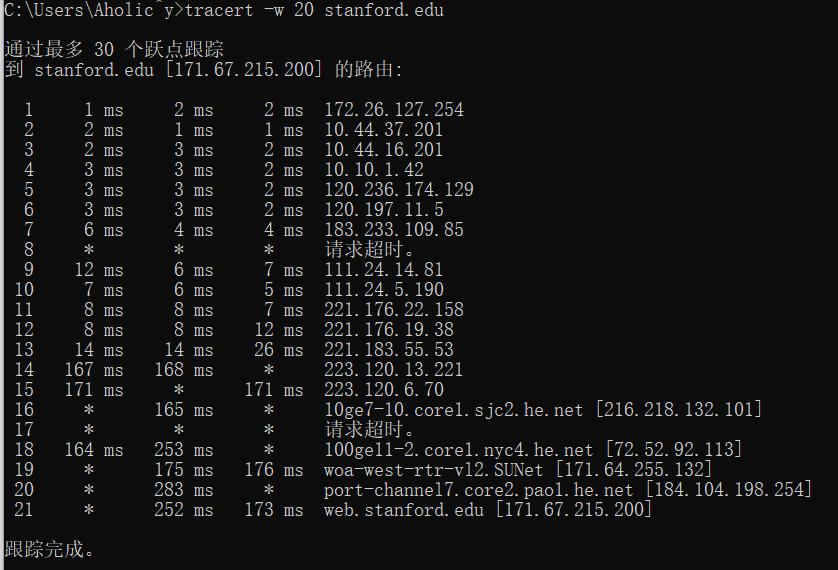 C:\Users\Aholic^y>tracert -w 20 stanford.edu
通过最多 30 个跃点跟踪
到 stanford.edu [171.67.215.200] 的路由:
1 1 ms 2 ms 2 ms 172.26.127.254
2 2 ms 1 ms 1 ms 10.44.37.201
3 2 ms 3 ms 2 ms 10.44.16.201
4 3 ms 3 ms 2 ms 10.10.1.42
5 3 ms 3 ms 2 ms 120.236.174.129
6 3 ms 3 ms 2 ms 120.197.11.5
7 6 ms 4 ms 4 ms 183.233.109.85
8 * * * 请求超时。
9 12 ms 6 ms 7 ms 111.24.14.81
10 7 ms 6 ms 5 ms 111.24.5.190
11 8 ms 8 ms 7 ms 221.176.22.158
12 8 ms 8 ms 12 ms 221.176.19.38
13 14 ms 14 ms 26 ms 221.183.55.53
14 167 ms 168 ms * 223.120.13.221
15 171 ms * 171 ms 223.120.6.70
16 * 165 ms * 10ge7-10.core1.sjc2.he.net [216.218.132.101]
17 * * * 请求超时。
18 164 ms 253 ms * 100ge11-2.core1.nyc4.he.net [72.52.92.113]
19 * 175 ms 176 ms woa-west-rtr-vl2.SUNet [171.64.255.132]
20 * 283 ms * port-channel7.core2.pao1.he.net [184.104.198.254]
21 * 252 ms 173 ms web.stanford.edu [171.67.215.200]
跟踪完成。